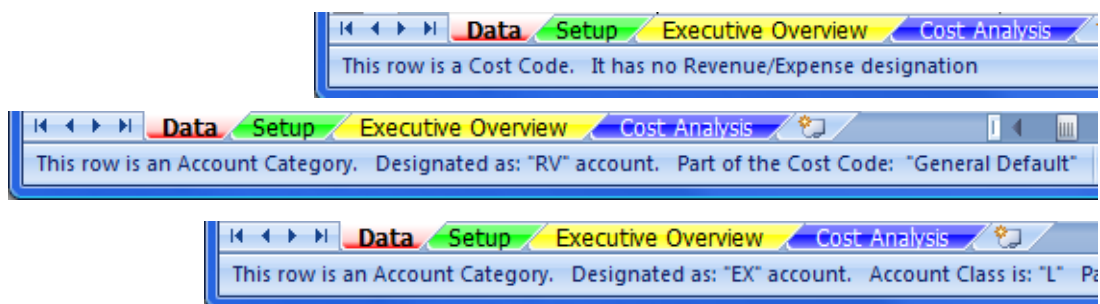 Data Setup Executive Overview Cost Analysis
This row is a Cost Code. It has no Revenue/Expense designation
Data Setup Executive Overview Cost Analysis
This row is an Account Category. Designated as: "RV" account. Part of the Cost Code: "General Default"
Data Setup Executive Overview Cost Analysis
This row is an Account Category. Designated as: "EX" account. Account Class is: "L"